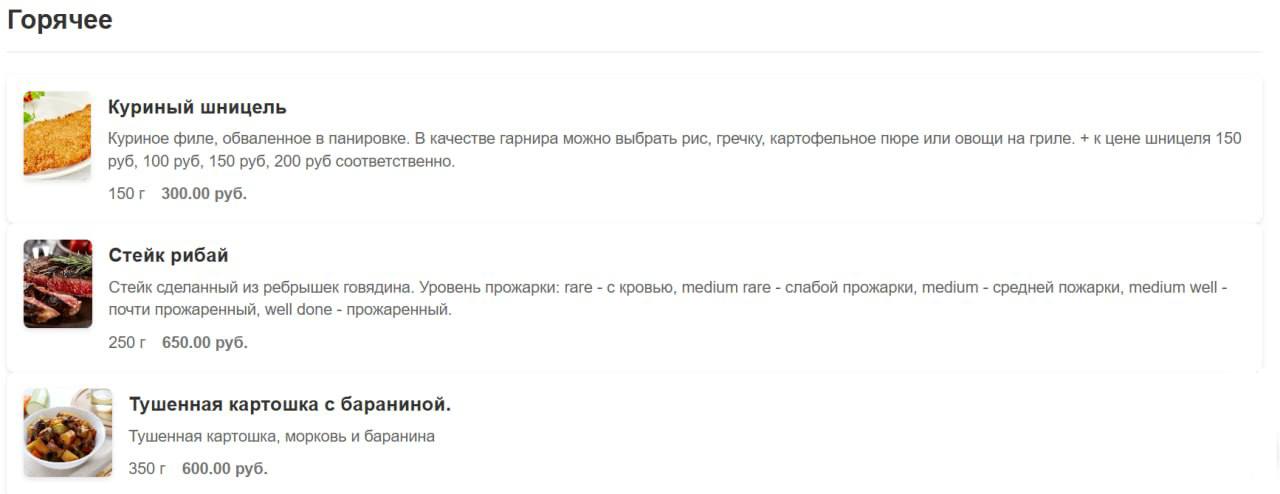 Горячее
Куриный шницель
Куриное филе, обваленное в панировке. В качестве гарнира можно выбрать рис, гречку, картофельное пюре или овощи на гриле. + к цене шницеля 150
руб, 100 руб, 150 руб, 200 руб соответственно.
150 г 300.00 руб.
Стейк рибай
Стейк сделанный из ребрышек говядина. Уровень прожарки: rare - с кровью, medium rare - слабой прожарки, medium - средней пожарки, medium well -
почти прожаренный, well done - прожаренный.
250 г 650.00 руб.
Тушенная картошка с бараниной.
Тушенная картошка, морковь и баранина
350 г 600.00 руб.